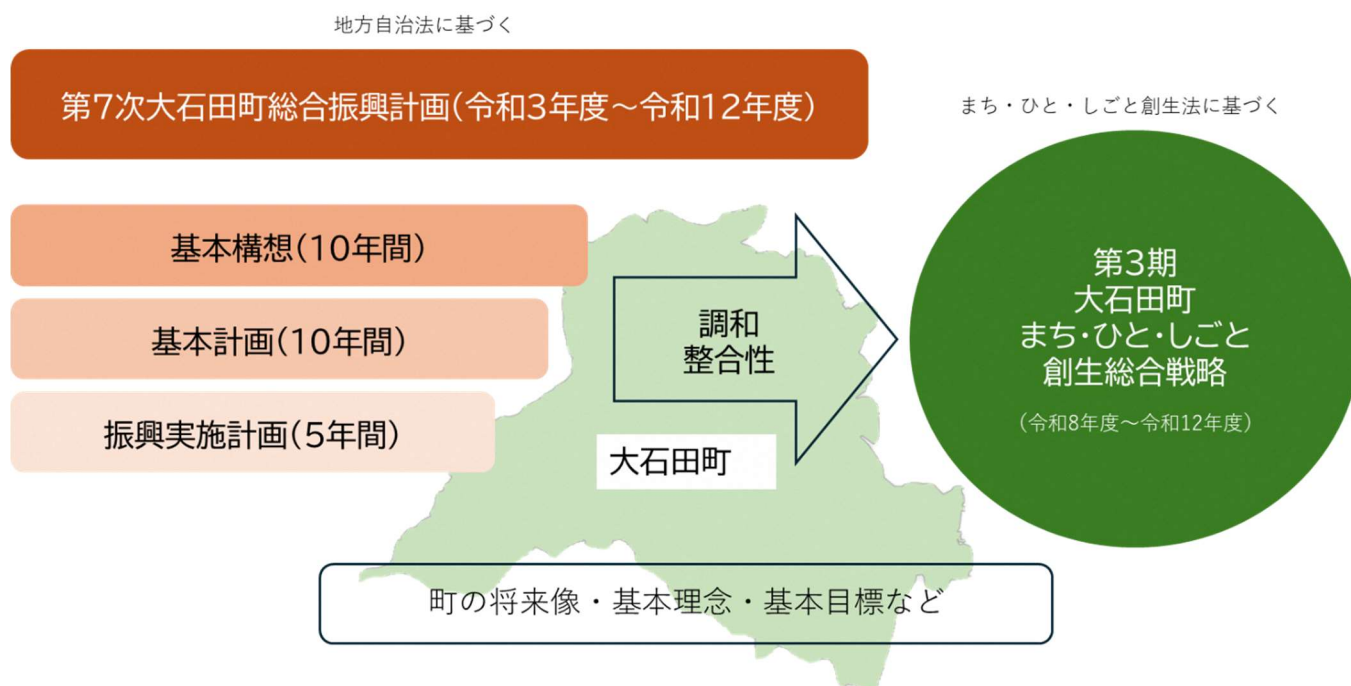 地方自治法に基づく
第7次大石田町総合振興計画(令和3年度～令和12年度)
まち・ひと・しごと創生法に基づく
基本構想(10年間)
基本計画(10年間)
振興実施計画(5年間)
調和
整合性
大石田町
第3期
大石田町
まち・ひと・しごと
創生総合戦略
(令和8年度～令和12年度)
町の将来像・基本理念・基本目標など